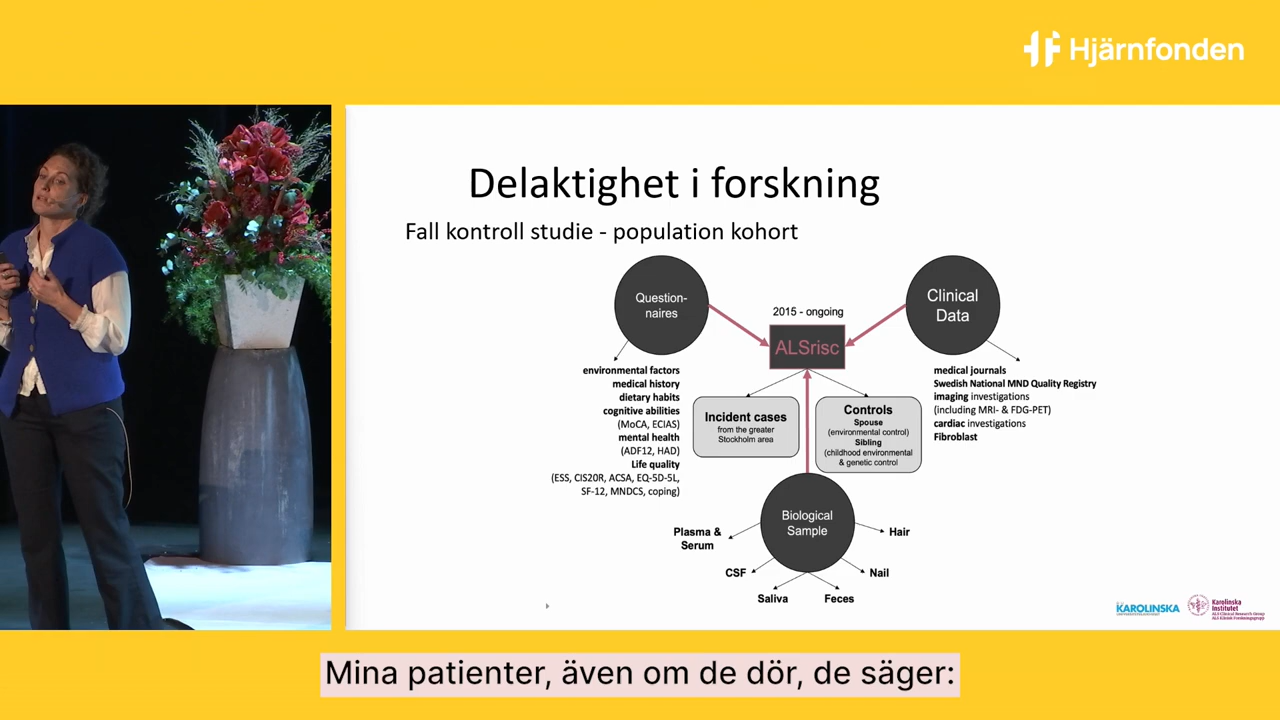 Hjärnfonden
Delaktighet i forskning
Fall kontroll studie - population kohort
Question-
naires
2015 - ongoing
ALSrisc
Clinical
Data
environmental factors
medical history
dietary habits
cognitive abilities
(MoCA, ECIAS)
mental health
(ADF12, HAD)
Life quality
(ESS, CIS20R, ACSA, EQ-5D-5L,
SF-12, MNDCS, coping)
Incident cases
from the greater
Stockholm area
Controls
Spouse
(environmental control)
Sibling
(childhood environmental
& genetic control
medical journals
Swedish National MND Quality Registry
imaging investigations
(including MRI- & FDG-PET)
cardiac investigations
Fibroblast
Biological
Sample
Plasma &
Serum
CSF
Saliva
Feces
Nail
Hair
KAROLINSKA
Karolinska
Institutet
ALS Clinical Research Group
Mina patienter, även om de dör, de säger: